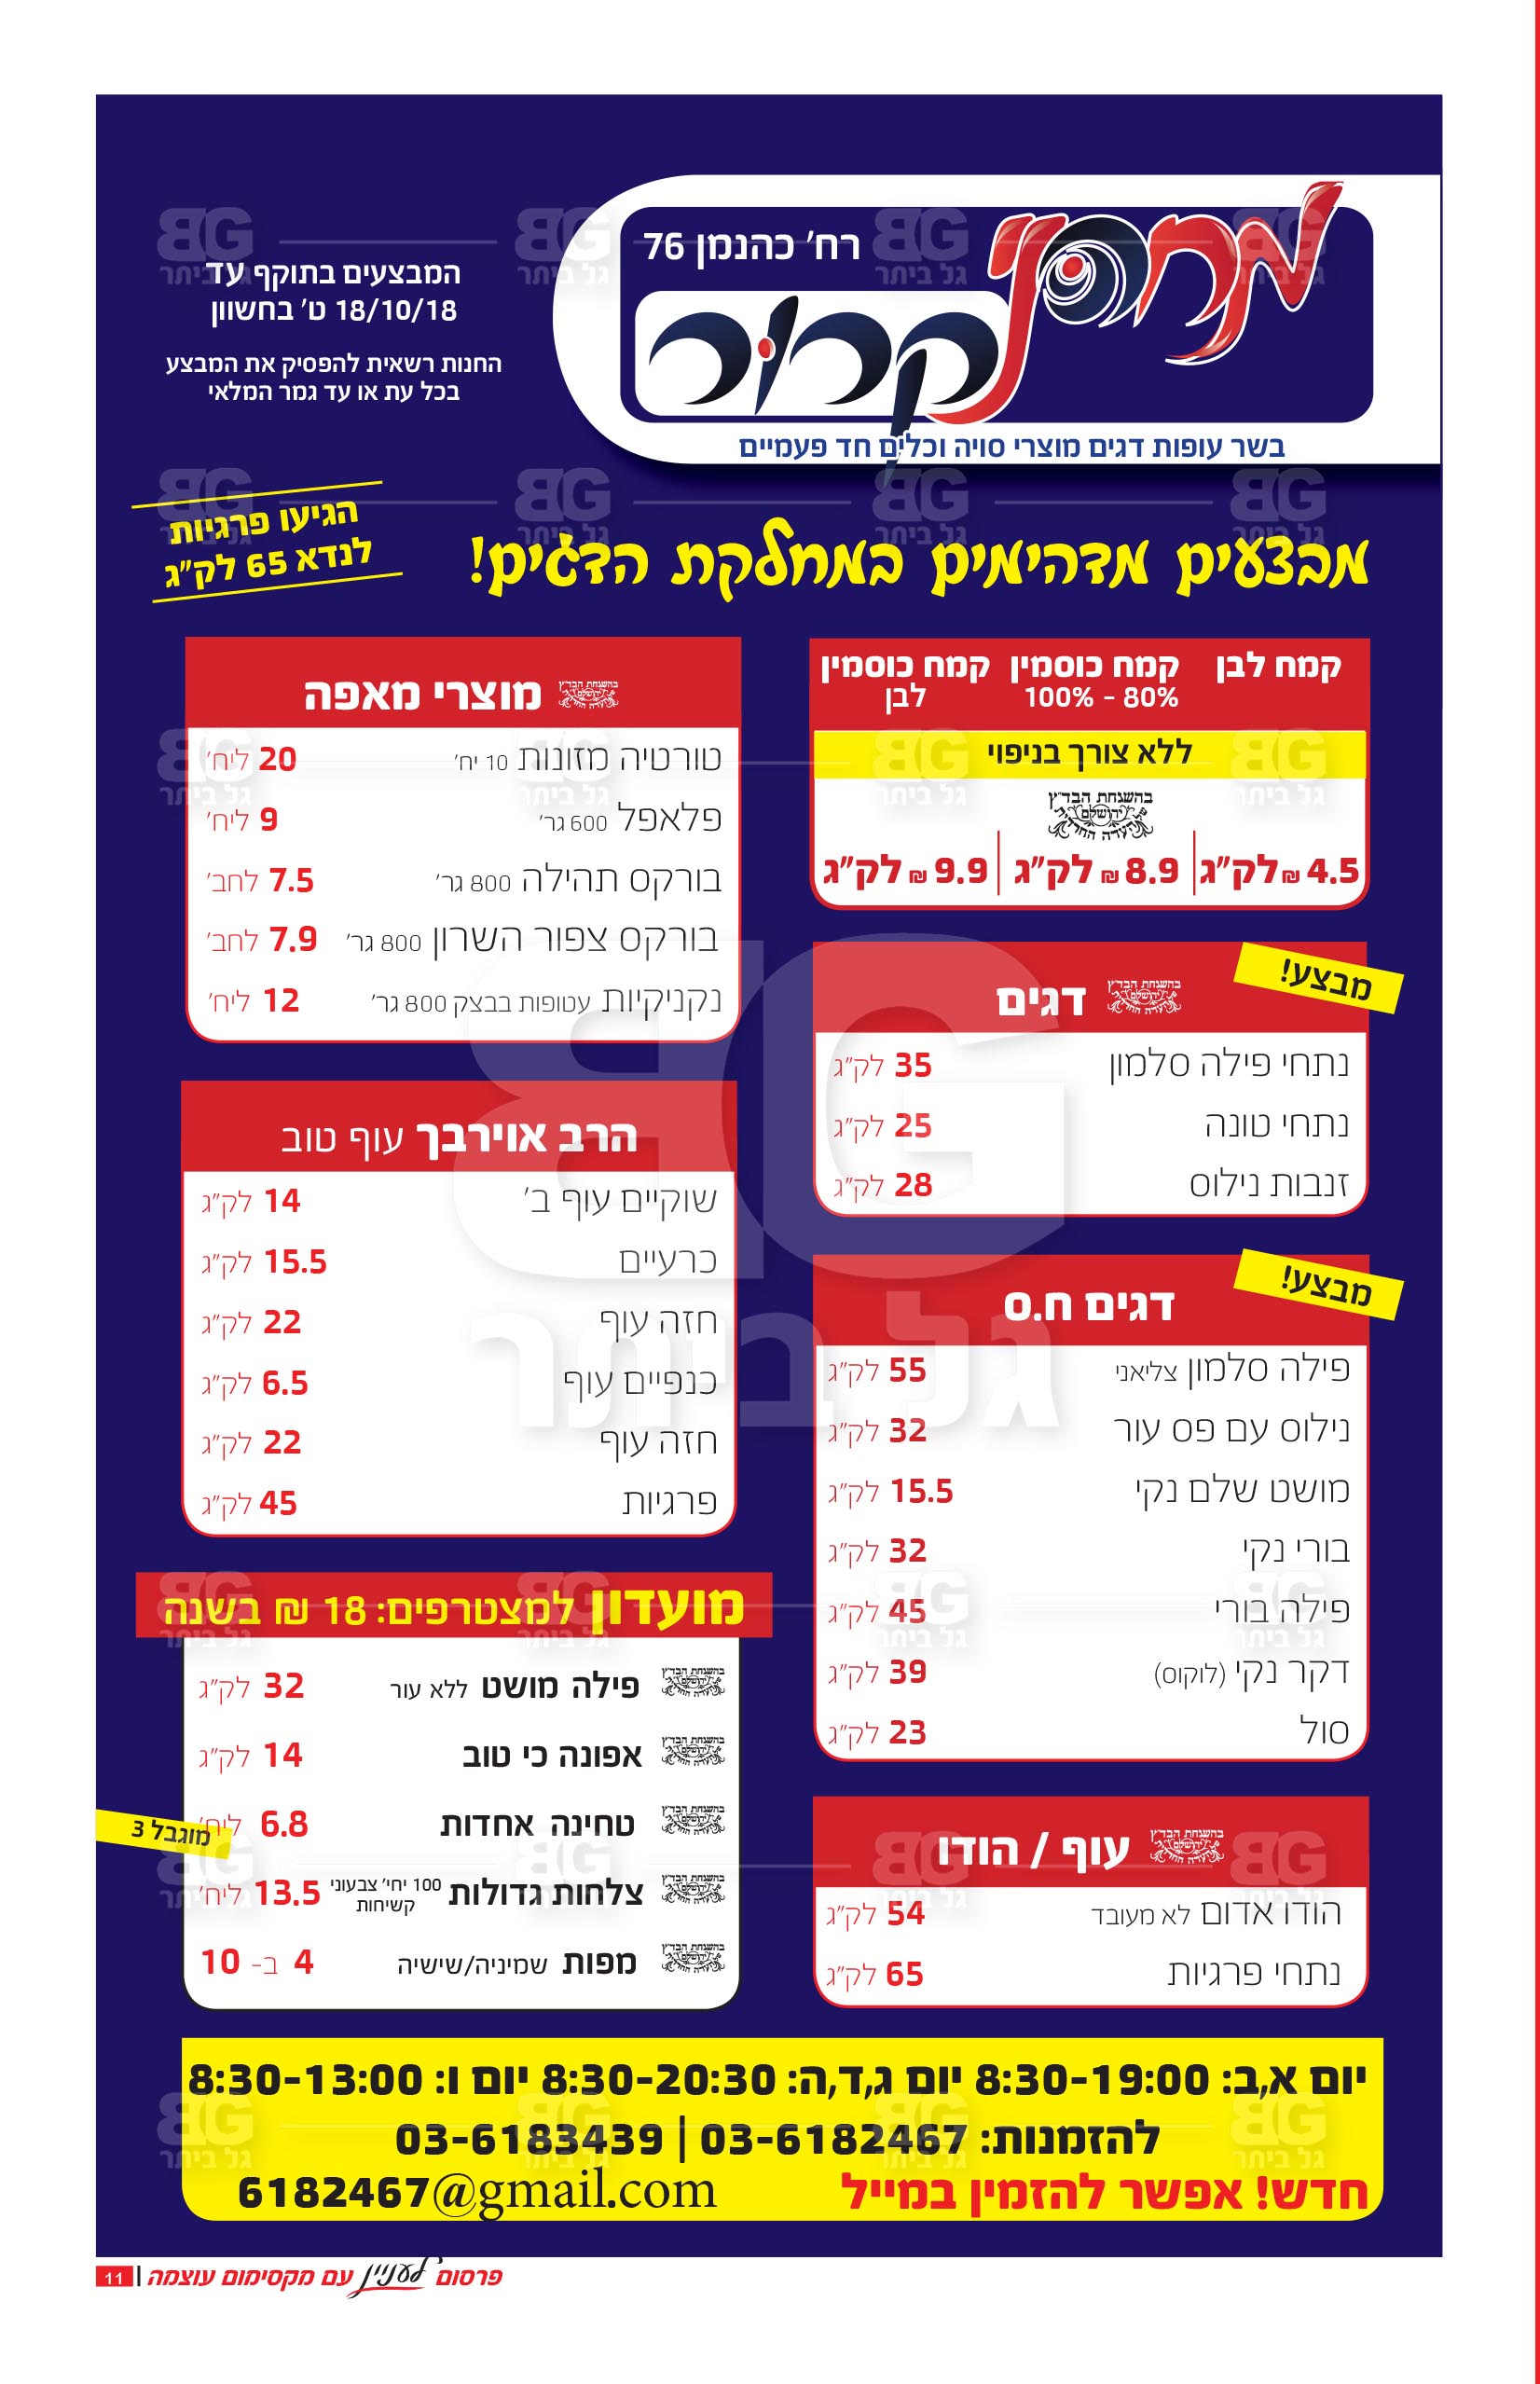 מחסן קירור
רח' כהנמן 76
בשר עופות דגים מוצרי סויה וכלים חד פעמיים
המבצעים בתוקף עד
18/10/18 ט' בחשוון
החנות רשאית להפסיק את המבצע
בכל עת או עד גמר המלאי
מבצעים מדהימים במחלקת הדגים!
הגיעו פרגיות
לנדא 65 לק"ג
קמח לבן
קמח כוסמין
80% - 100%
קמח כוסמין
לבן
ללא צורך בניפוי
בהשגחת הבד"ץ
4.5 ₪ לק"ג
8.9 ₪ לק"ג
9.9 ₪ לק"ג
מבצע!
דגים
נתחי פילה סלמון 35 לק"ג
נתחי טונה 25 לק"ג
זנבות נילוס 28 לק"ג
מבצע!
דגים ח.ס
פילה סלמון צליאני 55 לק"ג
נילוס עם פס עור 32 לק"ג
מושט שלם נקי 15.5 לק"ג
בורי נקי 32 לק"ג
פילה בורי 45 לק"ג
דקר נקי (לוקוס) 39 לק"ג
סול 23 לק"ג
עוף / הודו
הודו אדום לא מעובד 54 לק"ג
נתחי פרגיות 65 לק"ג
מוצרי מאפה
טורטיה מזונות 10 יח' 20 ליח'
פלאפל 600 גר' 9 ליח'
בורקס תהילה 800 גר' 7.5 לחב'
בורקס צפור השרון 800 גר' 7.9 לחב'
נקניקיות עטופות בבצק 800 גר' 12 ליח'
הרב אוירבך עוף טוב
שוקיים עוף ב' 14 לק"ג
כרעיים 15.5 לק"ג
חזה עוף 22 לק"ג
כנפיים עוף 6.5 לק"ג
חזה עוף 22 לק"ג
פרגיות 45 לק"ג
מועדון למצטרפים: 18 ₪ בשנה
פילה מושט ללא עור 32 לק"ג
אפונה כי טוב 14 לק"ג
טחינה אחדות 6.8 ליח'
מוגבל 3
צלחות גדולות 100 יחי' צבעוני קשיחות 13.5 ליח'
מפות שמיניה/שישיה 4 ב- 10
יום א,ב: 8:30-19:00 יום ג,ד,ה: 8:30-20:30 יום ו: 8:30-13:00
להזמנות: 03-6182467 | 03-6183439
חדש! אפשר להזמין במייל 6182467@gmail.com
פרסום לעניין עם מקסימום עוצמה | 11
BG
גל ביתר